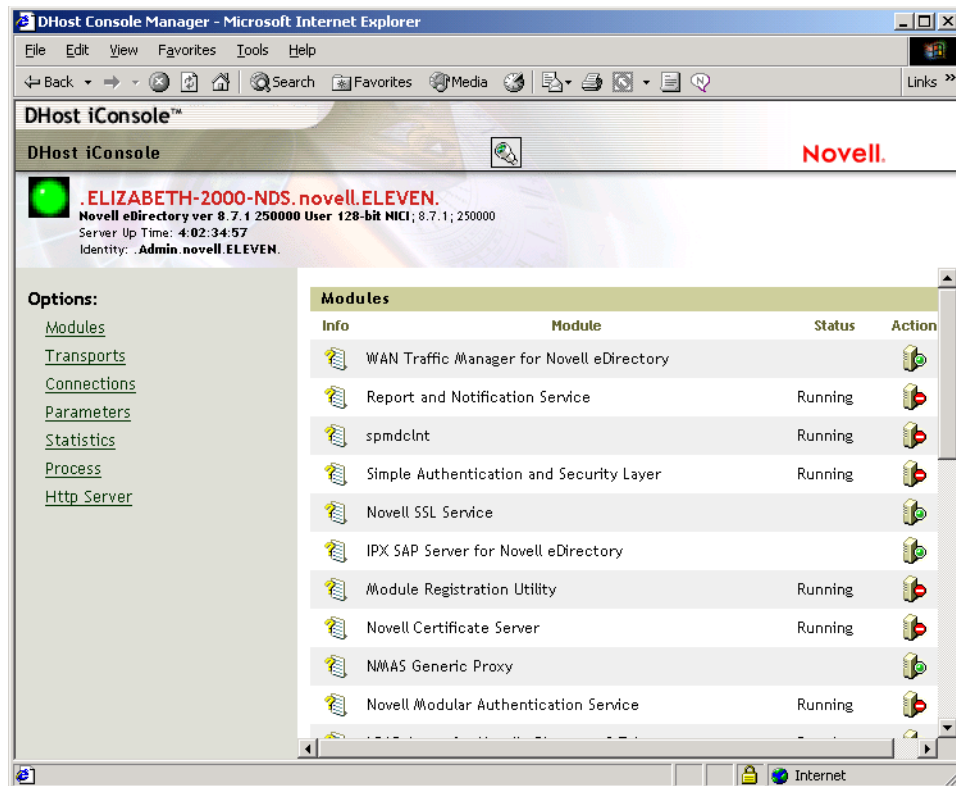 DHost Console Manager - Microsoft Internet Explorer
File Edit View Favorites Tools Help
Back Search Favorites Media Links »
DHost iConsole™
DHost iConsole Novell.
.ELIZABETH-2000-NDS.novell.ELEVEN.
Novell eDirectory ver 8.7.1 250000 User 128-bit NICI; 8.7.1; 250000
Server Up Time: 4:02:34:57
Identity: .Admin.novell.ELEVEN.
Options:
Modules
Transports
Connections
Parameters
Statistics
Process
Http Server
Modules
Info Module Status Action
WAN Traffic Manager for Novell eDirectory
Report and Notification Service Running
spmdclnt Running
Simple Authentication and Security Layer Running
Novell SSL Service
IPX SAP Server for Novell eDirectory
Module Registration Utility Running
Novell Certificate Server Running
NMAS Generic Proxy
Novell Modular Authentication Service Running
Internet